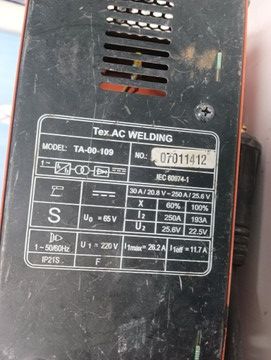 Tex.AC WELDING
MODEL: TA-00-109 NO.: 07011412
1~ IEC 60974-1
30 A / 20.8 V ~ 250 A / 25.6 V
X 60% 100%
S U₀ = 65 V I₂ 250A 193A
U₂ 25.6V 22.5V
1~50/60Hz U 1 = 220 V I1max= 26.2 A I1eff= 11.7 A
IP21S F